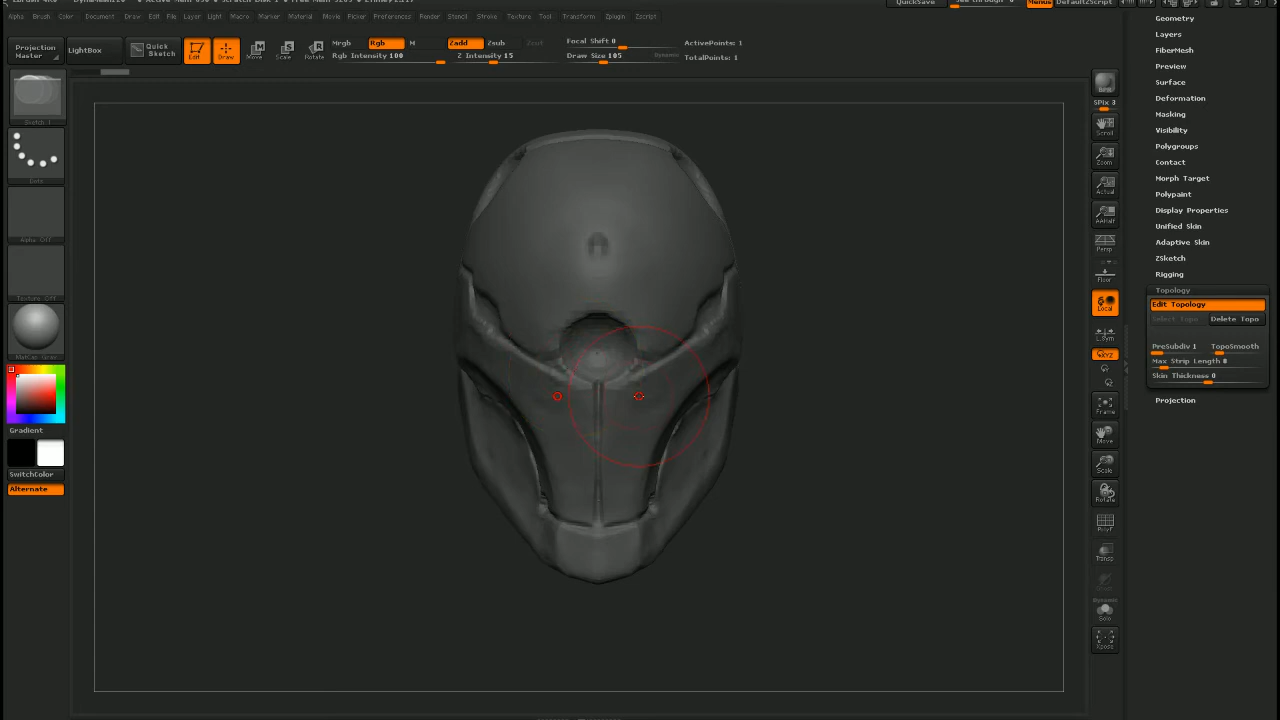 QuickSave
Menus
DefaultZScript
Alpha Brush Color Document Draw Edit File Layer Light Macro Marker Material Movie Picker Preferences Render Stencil Stroke Texture Tool Transform Zplugin Zscript
Projection Master
LightBox
Quick Sketch
Edit
Draw
Move
Scale
Rotate
Mrgb
Rgb
M
Rgb Intensity 100
Zadd
Zsub
Z Intensity 15
Focal Shift 0
Draw Size 105
Dynamic
ActivePoints: 1
TotalPoints: 1
Gradient
SwitchColor
Alternate
BPR
SPix 3
Scroll
Zoom
Actual
AAHalf
Persp
Floor
Local
L.Sym
Frame
Move
Scale
Rotate
PolyF
Transp
Dynamic
Solo
Xpose
Geometry
Layers
FiberMesh
Preview
Surface
Deformation
Masking
Visibility
Polygroups
Contact
Morph Target
Polypaint
Display Properties
Unified Skin
Adaptive Skin
ZSketch
Rigging
Topology
Edit Topology
Select Topo
Delete Topo
PreSubdiv 1
TopoSmooth
Max Strip Length 8
Skin Thickness 0
Projection